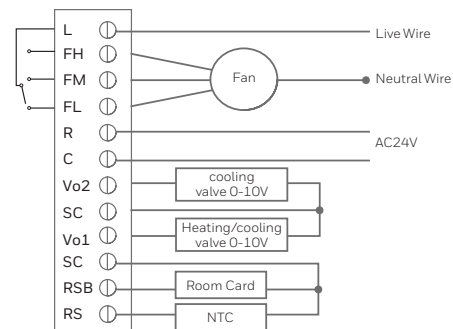 L
Live Wire
FH
FM
Fan
Neutral Wire
FL
R
AC24V
C
Vo2
cooling
valve 0-10V
SC
Vo1
Heating/cooling
valve 0-10V
SC
RSB
Room Card
RS
NTC